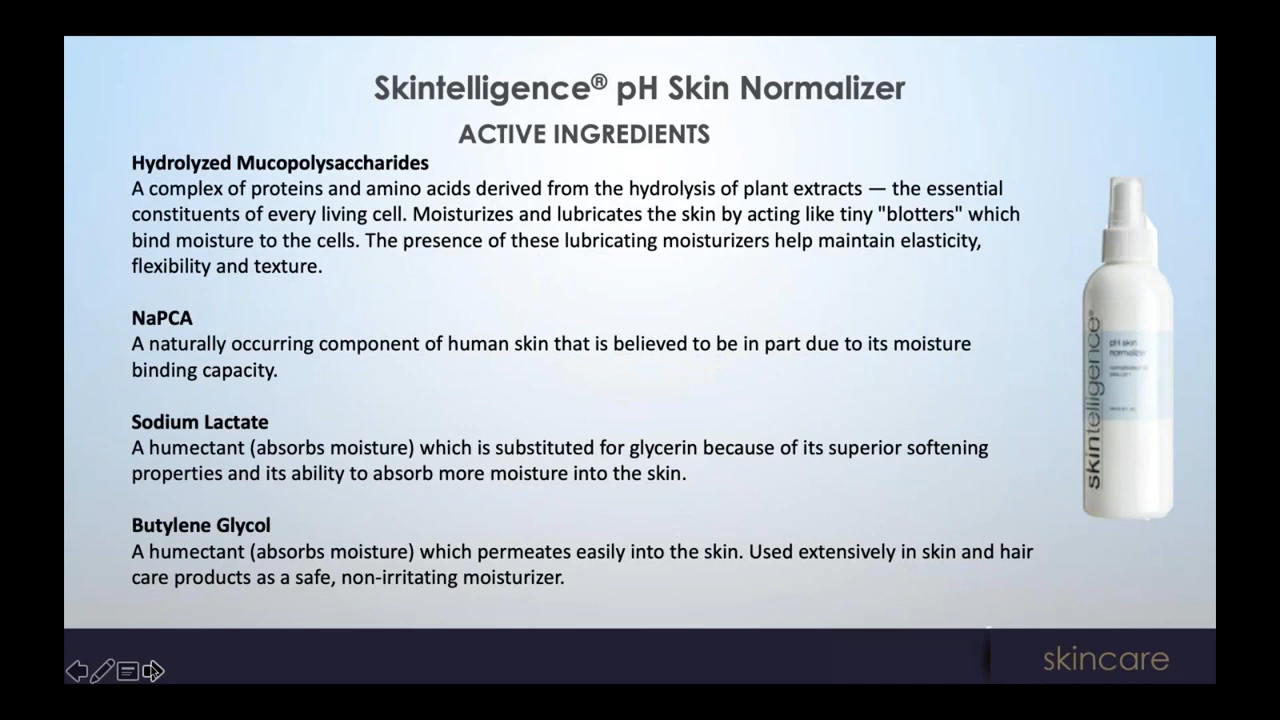 Skintelligence® pH Skin Normalizer
ACTIVE INGREDIENTS
Hydrolyzed Mucopolysaccharides
A complex of proteins and amino acids derived from the hydrolysis of plant extracts — the essential
constituents of every living cell. Moisturizes and lubricates the skin by acting like tiny "blotters" which
bind moisture to the cells. The presence of these lubricating moisturizers help maintain elasticity,
flexibility and texture.
NaPCA
A naturally occurring component of human skin that is believed to be in part due to its moisture
binding capacity.
Sodium Lactate
A humectant (absorbs moisture) which is substituted for glycerin because of its superior softening
properties and its ability to absorb more moisture into the skin.
Butylene Glycol
A humectant (absorbs moisture) which permeates easily into the skin. Used extensively in skin and hair
care products as a safe, non-irritating moisturizer.
skintelligence®
pH skin
normalizer
skincare